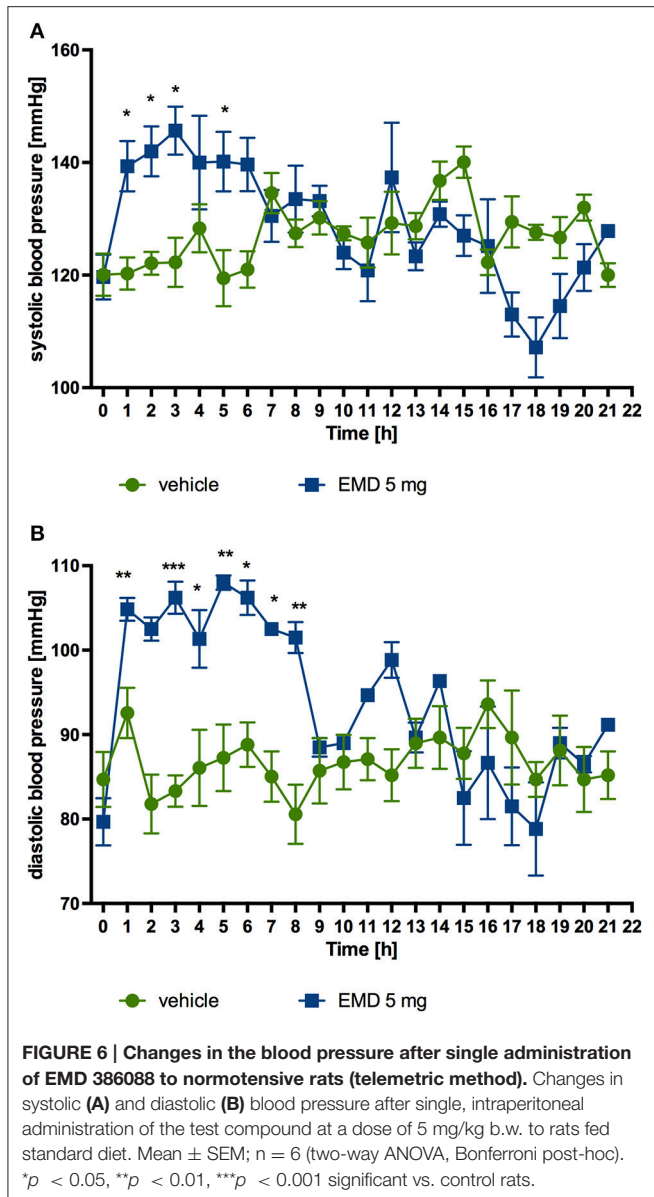 A
160
* * * *
140
120
100
systolic blood pressure [mmHg]
0 1 2 3 4 5 6 7 8 9 10 11 12 13 14 15 16 17 18 19 20 21 22
Time [h]
vehicle EMD 5 mg
B
110
** *** * ** * * **
100
90
80
70
diastolic blood pressure [mmHg]
0 1 2 3 4 5 6 7 8 9 10 11 12 13 14 15 16 17 18 19 20 21 22
Time [h]
vehicle EMD 5 mg
FIGURE 6 | Changes in the blood pressure after single administration
of EMD 386088 to normotensive rats (telemetric method). Changes in
systolic (A) and diastolic (B) blood pressure after single, intraperitoneal
administration of the test compound at a dose of 5 mg/kg b.w. to rats fed
standard diet. Mean ± SEM; n = 6 (two-way ANOVA, Bonferroni post-hoc).
*p < 0.05, **p < 0.01, ***p < 0.001 significant vs. control rats.